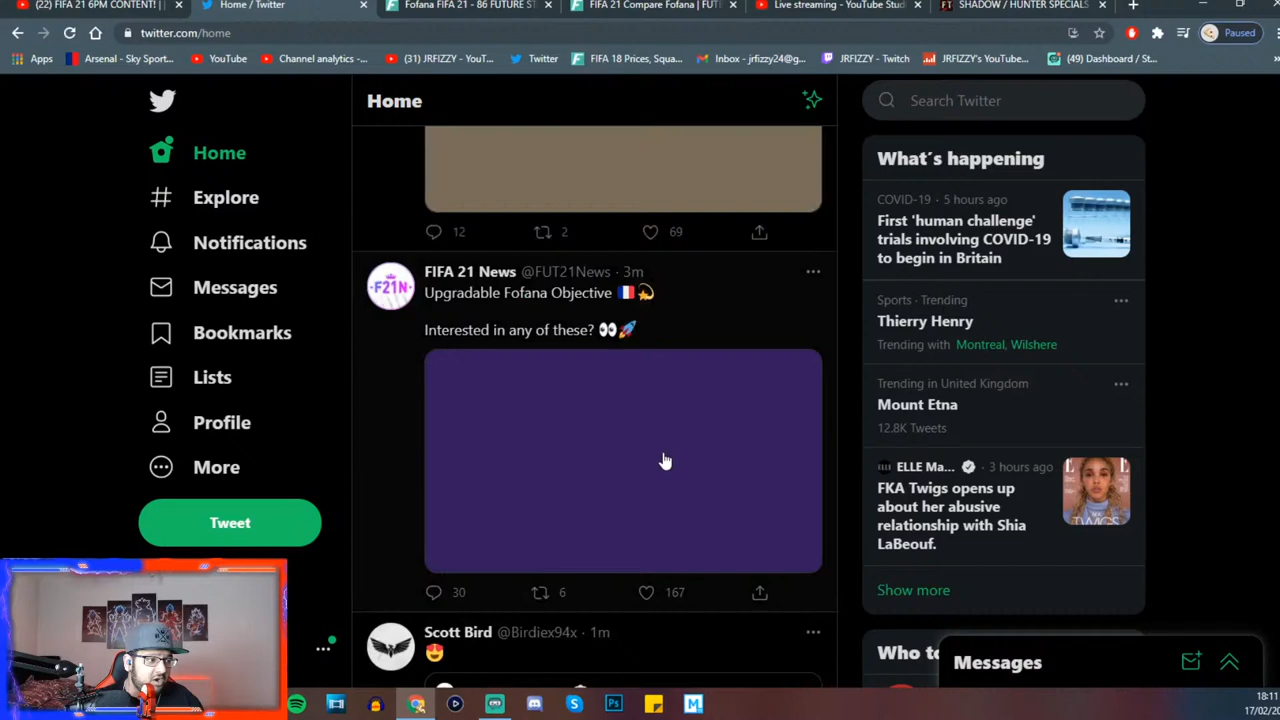 (22) FIFA 21 6PM CONTENT! |
Home / Twitter
Fofana FIFA 21 - 86 FUTURE ST
FIFA 21 Compare Fofana | FUT
Live streaming - YouTube Stud
SHADOW / HUNTER SPECIALS
twitter.com/home
Paused
Apps
Arsenal - Sky Sport...
YouTube
Channel analytics -...
(31) JRFIZZY - YouT...
Twitter
FIFA 18 Prices, Squa...
Inbox - jrfizzy24@g...
JRFIZZY - Twitch
JRFIZZY's YouTube...
(49) Dashboard / St...
Home
Explore
Notifications
Messages
Bookmarks
Lists
Profile
More
Tweet
Home
12
2
69
F21N
FIFA 21 News @FUT21News · 3m
Upgradable Fofana Objective 🇫🇷💫
Interested in any of these? 👀🚀
30
6
167
Scott Bird @Birdiex94x · 1m
😍
Search Twitter
What's happening
COVID-19 · 5 hours ago
First 'human challenge'
trials involving COVID-19
to begin in Britain
Sports · Trending
Thierry Henry
Trending with Montreal, Wilshere
Trending in United Kingdom
Mount Etna
12.8K Tweets
ELLE Ma... · 3 hours ago
FKA Twigs opens up
about her abusive
relationship with Shia
LaBeouf.
Show more
Who to
Messages
18:11
17/02/20